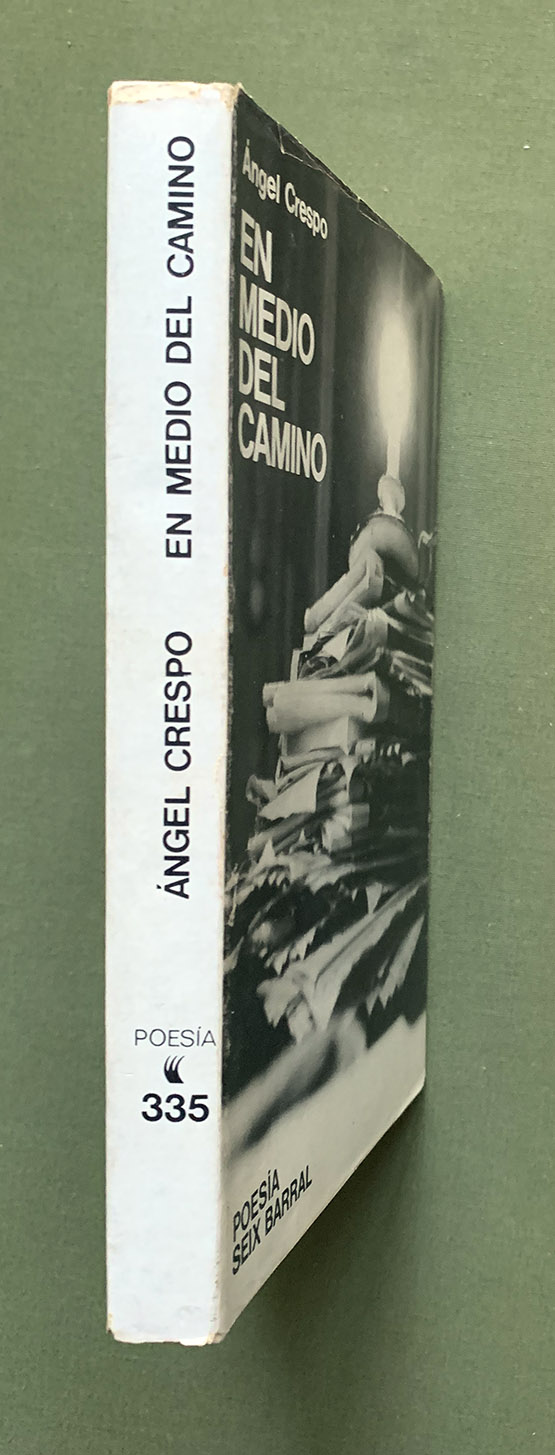 ÁNGEL CRESPO EN MEDIO DEL CAMINO
POESÍA
335
Ángel Crespo
EN
MEDIO
DEL
CAMINO
POESÍA
SEIX BARRAL